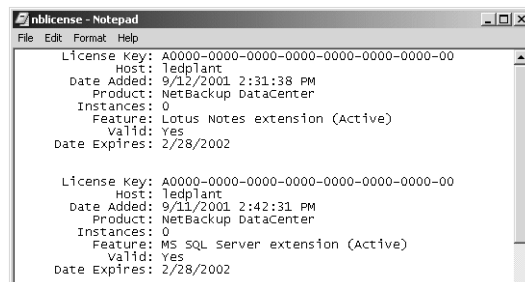 nblicense - Notepad
File Edit Format Help
License Key: A0000-0000-0000-0000-0000-0000-0000-00
Host: ledplant
Date Added: 9/12/2001 2:31:38 PM
Product: NetBackup DataCenter
Instances: 0
Feature: Lotus Notes extension (Active)
Valid: Yes
Date Expires: 2/28/2002
License Key: A0000-0000-0000-0000-0000-0000-0000-00
Host: ledplant
Date Added: 9/11/2001 2:42:31 PM
Product: NetBackup DataCenter
Instances: 0
Feature: MS SQL Server extension (Active)
Valid: Yes
Date Expires: 2/28/2002